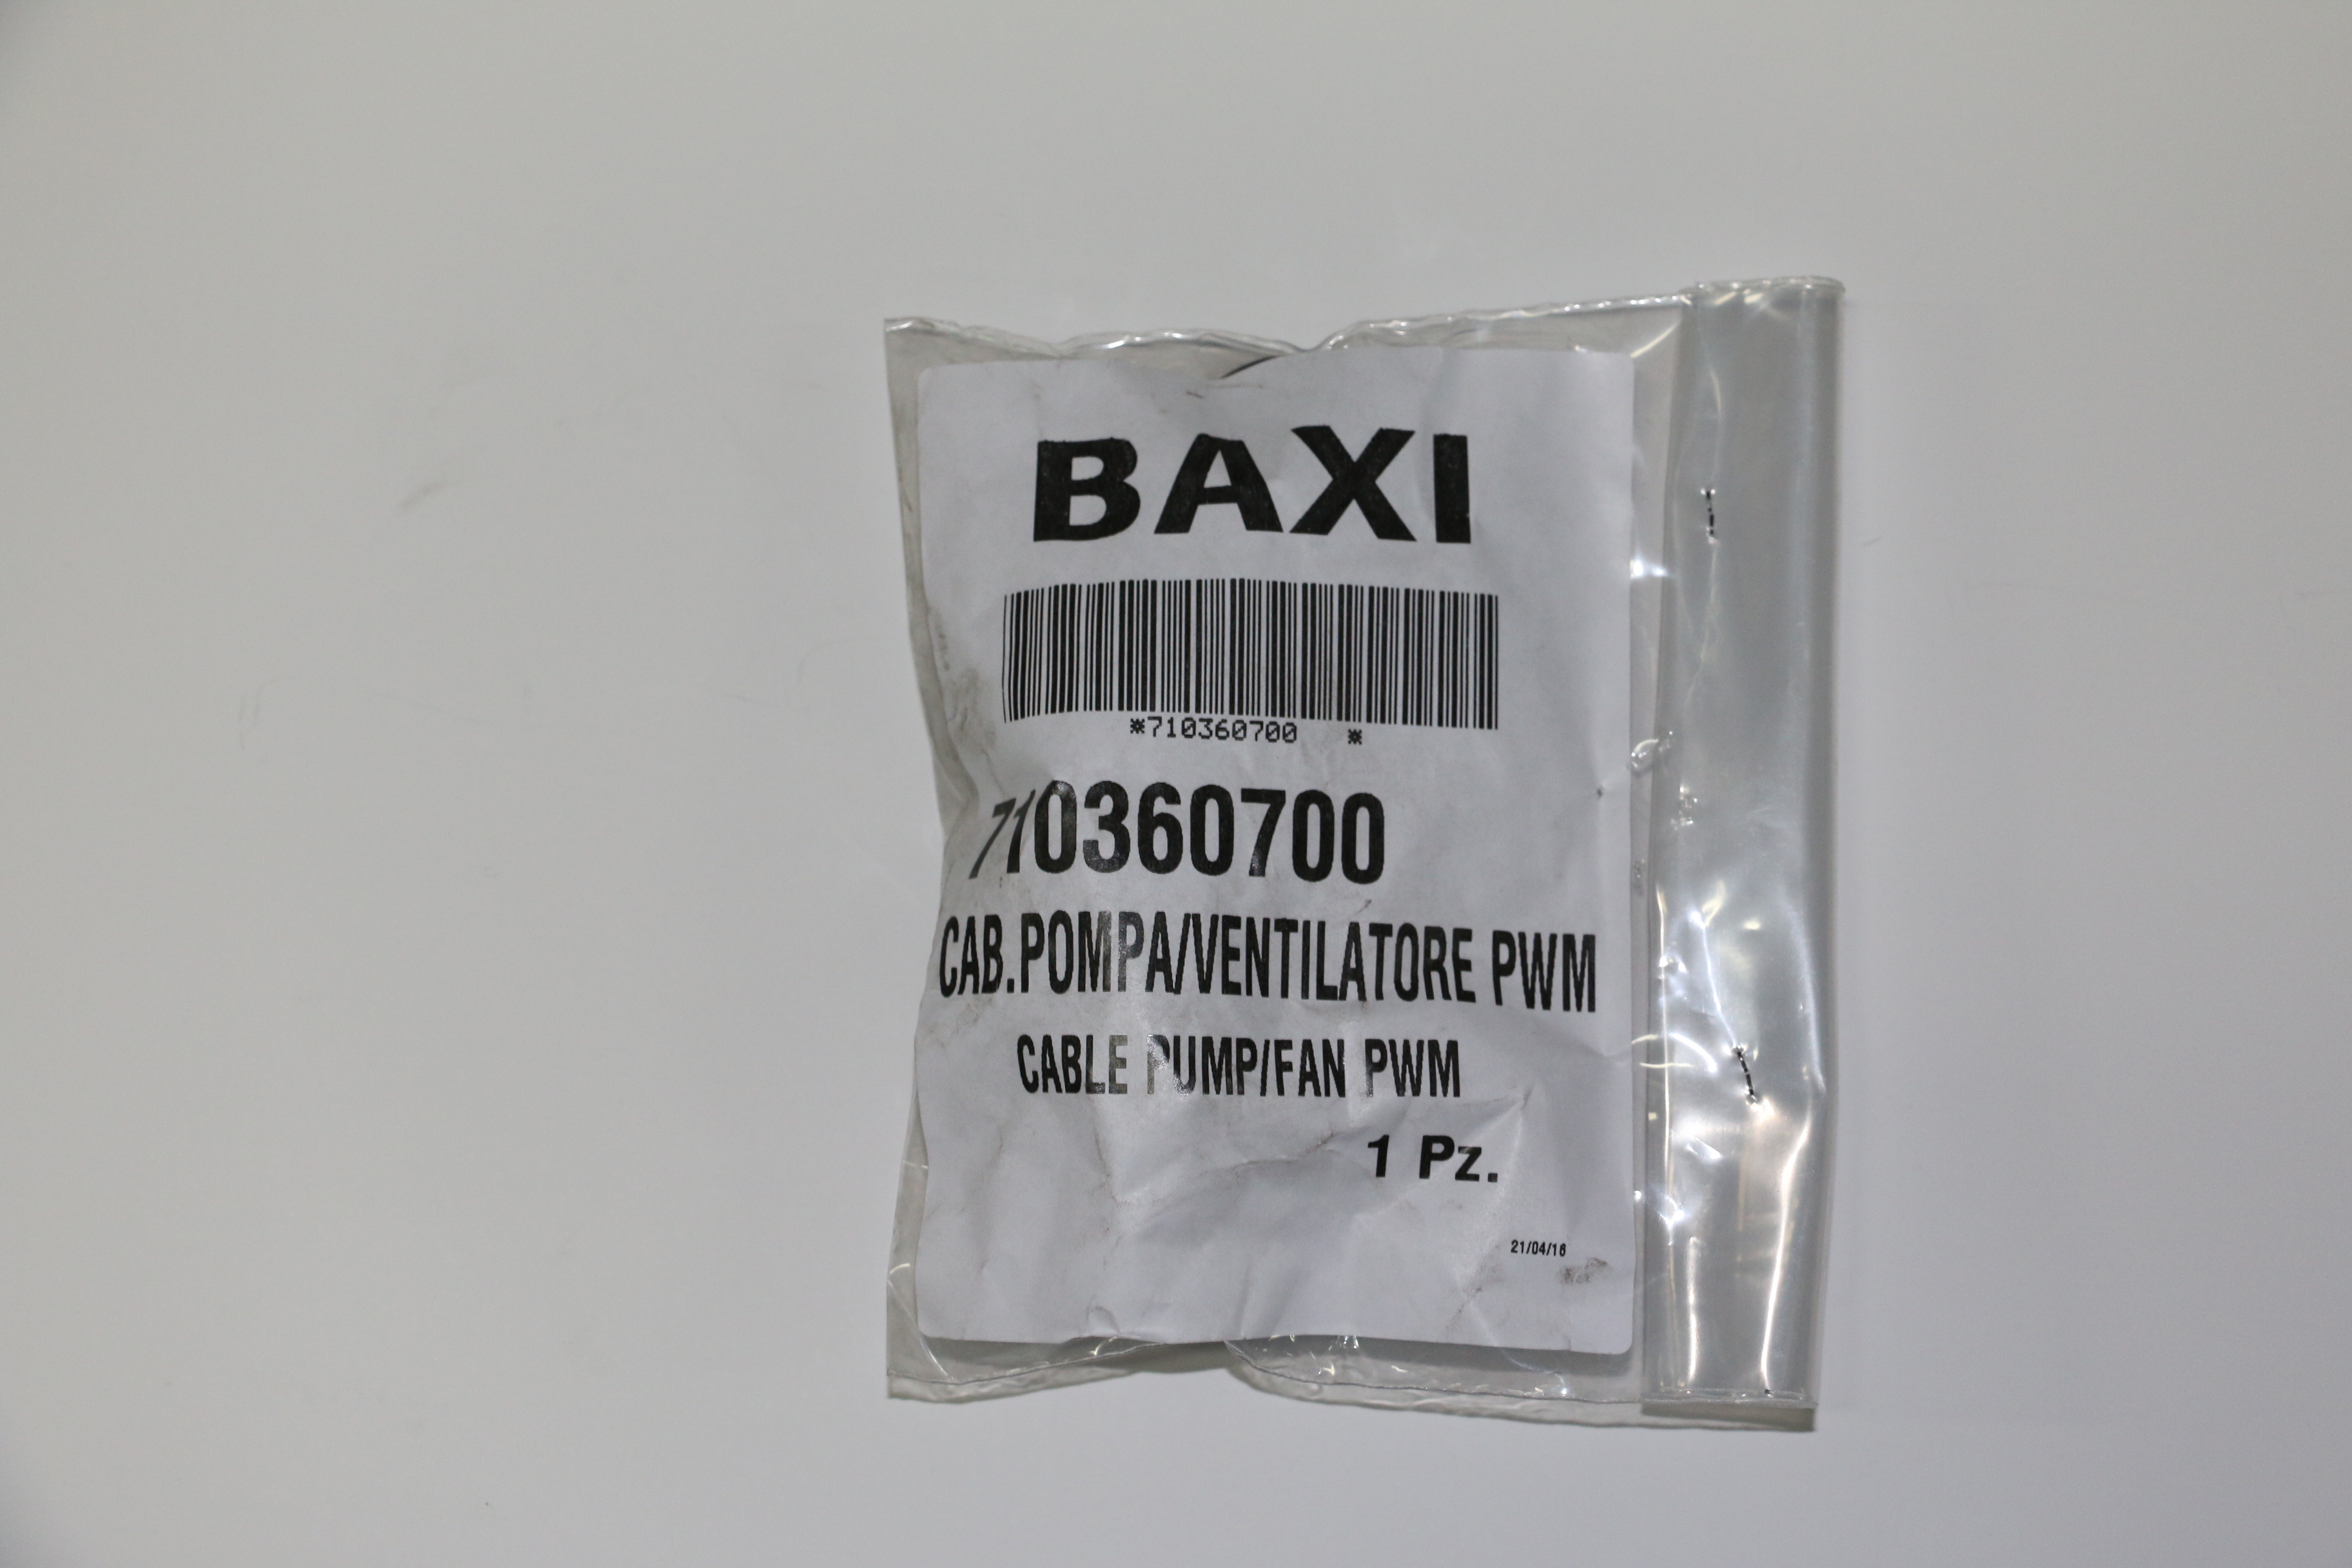 BAXI
*710360700 *
710360700
CAB.POMPA/VENTILATORE PWM
CABLE PUMP/FAN PWM
1 Pz.
21/04/16